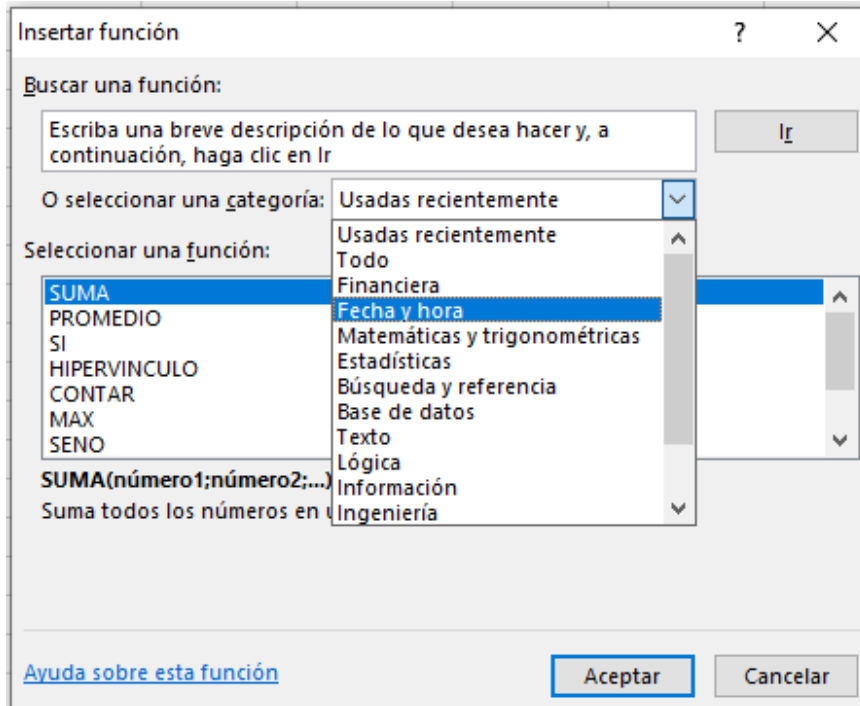 Insertar función
?
Buscar una función:
Escriba una breve descripción de lo que desea hacer y, a
continuación, haga clic en Ir
Ir
O seleccionar una categoría:
Usadas recientemente
Usadas recientemente
Todo
Financiera
Fecha y hora
Matemáticas y trigonométricas
Estadísticas
Búsqueda y referencia
Base de datos
Texto
Lógica
Información
Ingeniería
Seleccionar una función:
SUMA
PROMEDIO
SI
HIPERVINCULO
CONTAR
MAX
SENO
SUMA(número1;número2;...)
Suma todos los números en
Ayuda sobre esta función
Aceptar
Cancelar